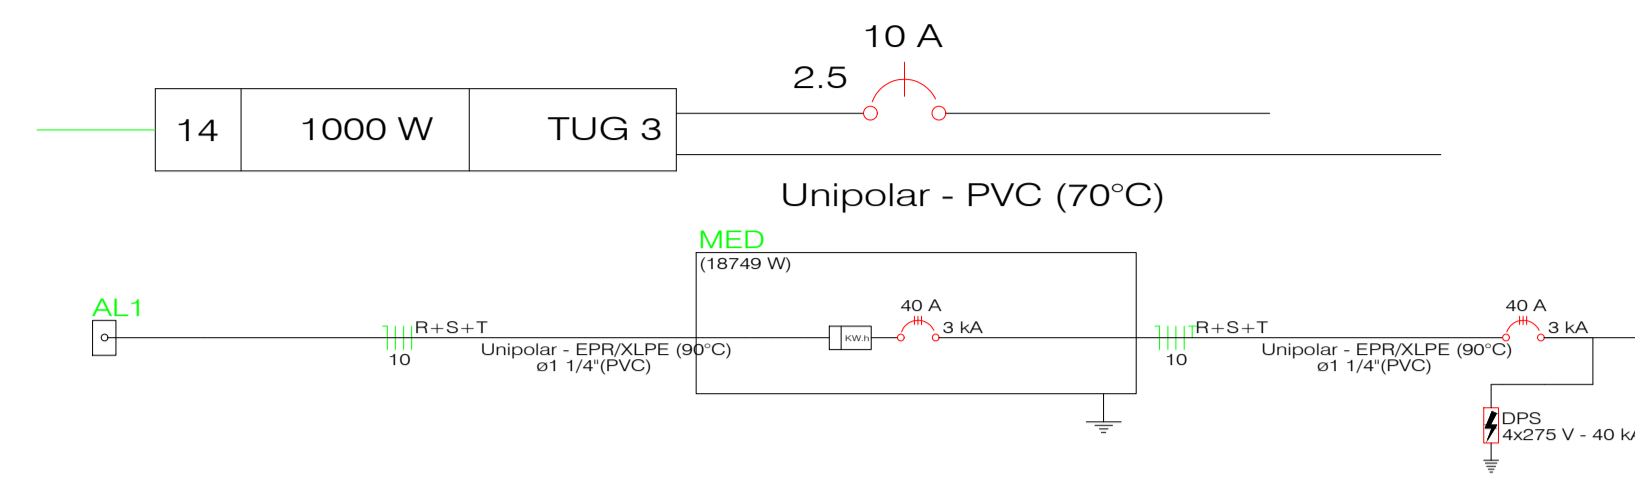 10 A
2.5
14 1000 W TUG 3
Unipolar - PVC (70°C)
MED
(18749 W)
AL1
40 A
40 A
R+S+T
KW.h
3 kA
R+S+T
3 kA
10
Unipolar - EPR/XLPE (90°C)
ø1 1/4"(PVC)
10
Unipolar - EPR/XLPE (90°C)
ø1 1/4"(PVC)
DPS
4x275 V - 40 kA